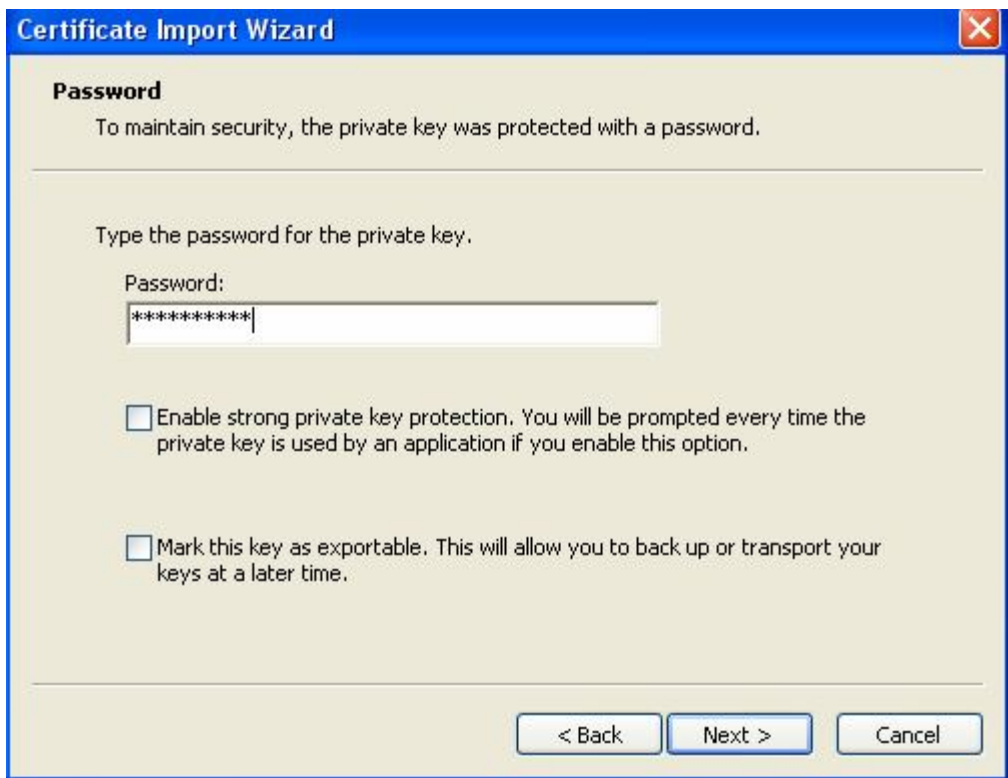 Certificate Import Wizard
Password
To maintain security, the private key was protected with a password.
Type the password for the private key.
Password:
**********
Enable strong private key protection. You will be prompted every time the
private key is used by an application if you enable this option.
Mark this key as exportable. This will allow you to back up or transport your
keys at a later time.
< Back Next > Cancel